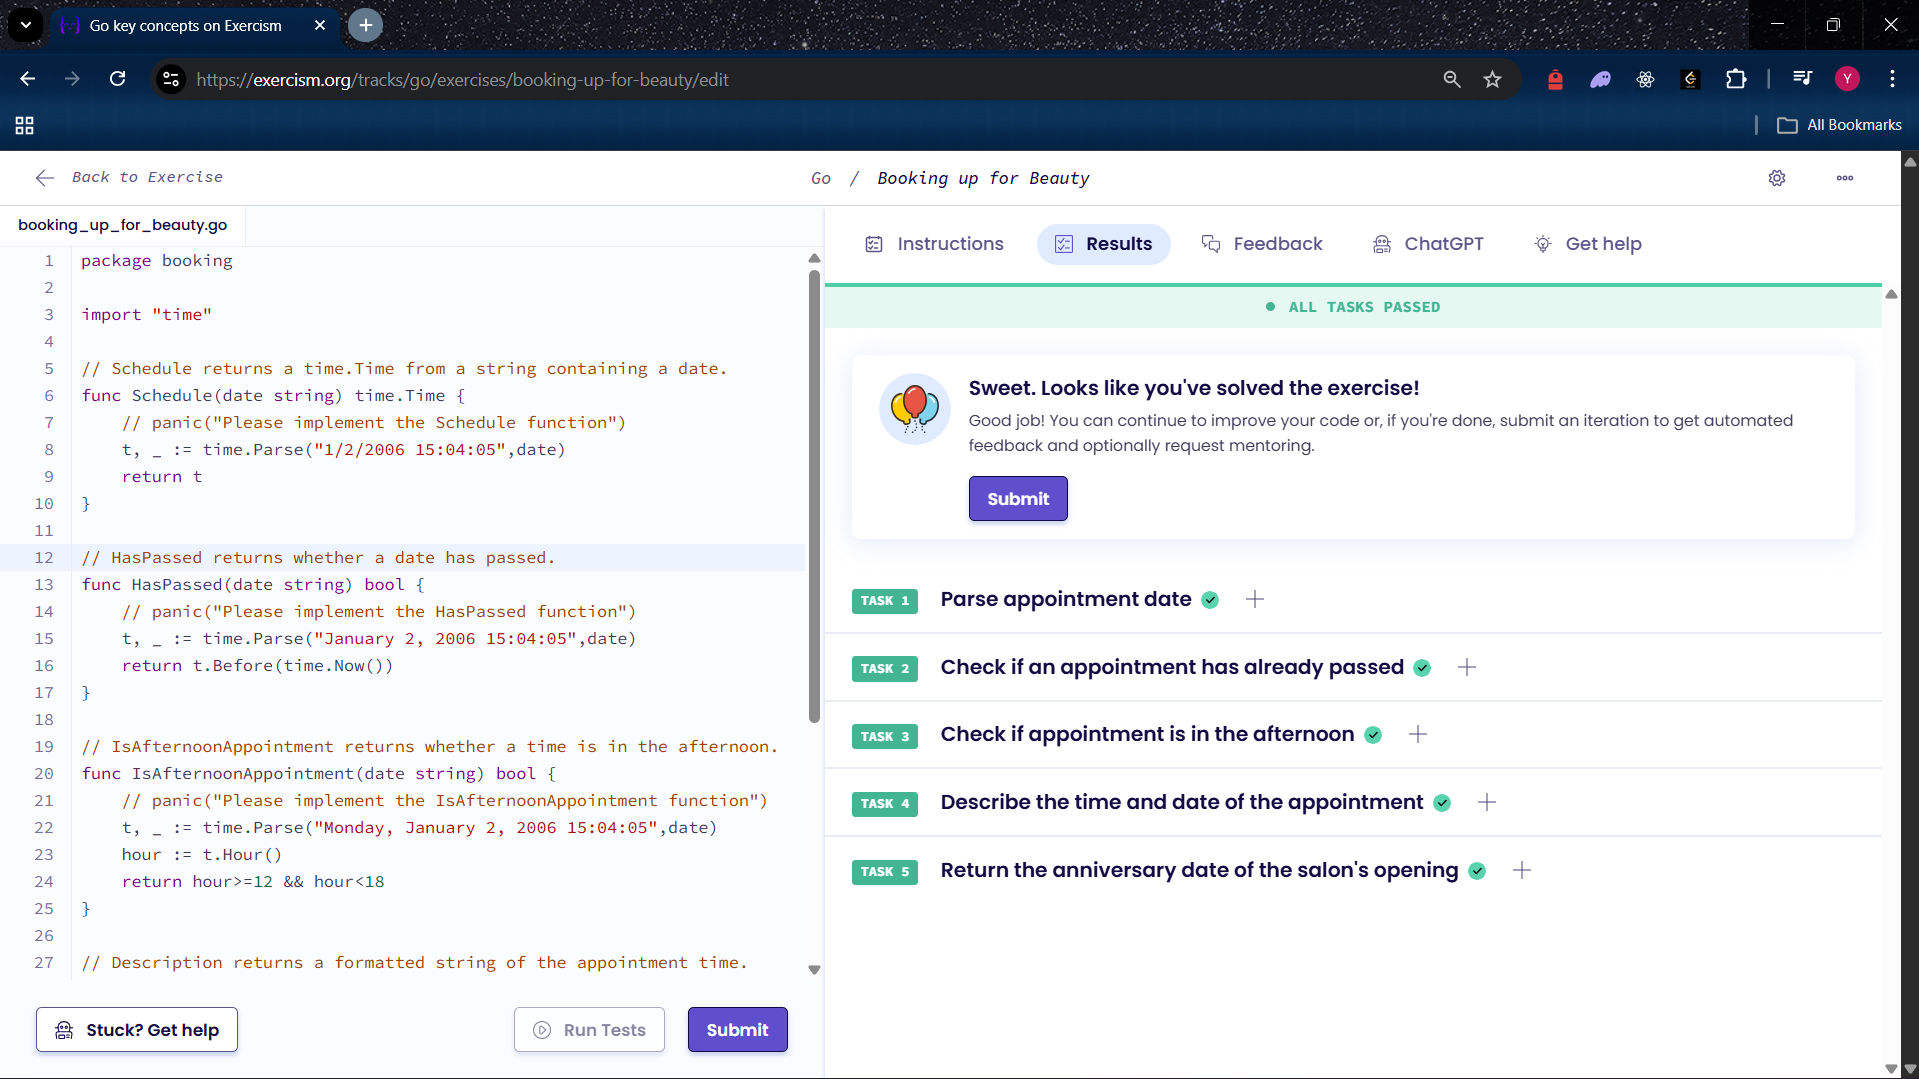 Go key concepts on Exercism
https://exercism.org/tracks/go/exercises/booking-up-for-beauty/edit
Y
All Bookmarks
Back to Exercise
Go / Booking up for Beauty
booking_up_for_beauty.go
1 package booking
2
3 import "time"
4
5 // Schedule returns a time.Time from a string containing a date.
6 func Schedule(date string) time.Time {
7 // panic("Please implement the Schedule function")
8 t, _ := time.Parse("1/2/2006 15:04:05",date)
9 return t
10 }
11
12 // HasPassed returns whether a date has passed.
13 func HasPassed(date string) bool {
14 // panic("Please implement the HasPassed function")
15 t, _ := time.Parse("January 2, 2006 15:04:05",date)
16 return t.Before(time.Now())
17 }
18
19 // IsAfternoonAppointment returns whether a time is in the afternoon.
20 func IsAfternoonAppointment(date string) bool {
21 // panic("Please implement the IsAfternoonAppointment function")
22 t, _ := time.Parse("Monday, January 2, 2006 15:04:05",date)
23 hour := t.Hour()
24 return hour>=12 && hour<18
25 }
26
27 // Description returns a formatted string of the appointment time.
Stuck? Get help
Run Tests
Submit
Instructions
Results
Feedback
ChatGPT
Get help
ALL TASKS PASSED
Sweet. Looks like you've solved the exercise!
Good job! You can continue to improve your code or, if you're done, submit an iteration to get automated
feedback and optionally request mentoring.
Submit
TASK 1 Parse appointment date
TASK 2 Check if an appointment has already passed
TASK 3 Check if appointment is in the afternoon
TASK 4 Describe the time and date of the appointment
TASK 5 Return the anniversary date of the salon's opening